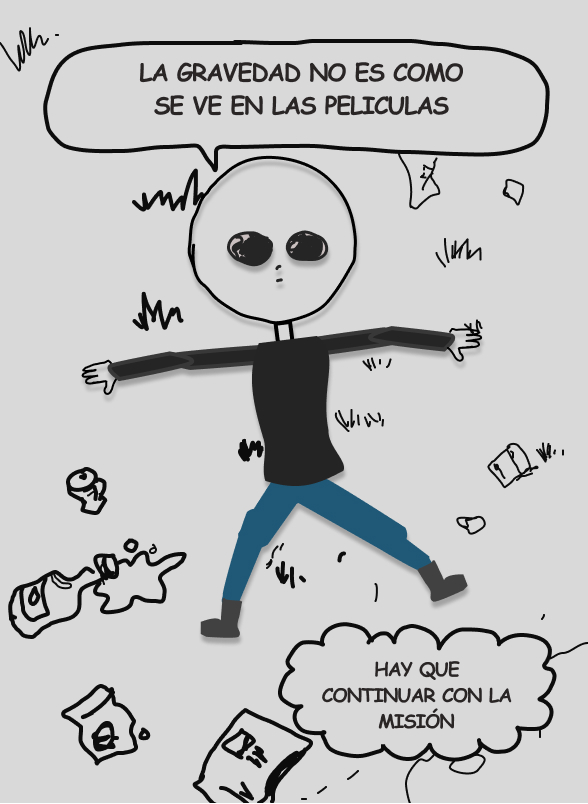 LA GRAVEDAD NO ES COMO
SE VE EN LAS PELICULAS
HAY QUE
CONTINUAR CON LA
MISIÓN